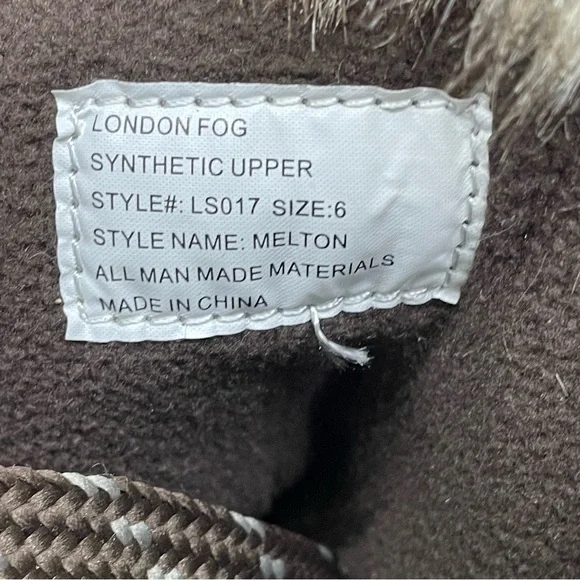 LONDON FOG
SYNTHETIC UPPER
STYLE#: LS017 SIZE:6
STYLE NAME: MELTON
ALL MAN MADE MATERIALS
MADE IN CHINA